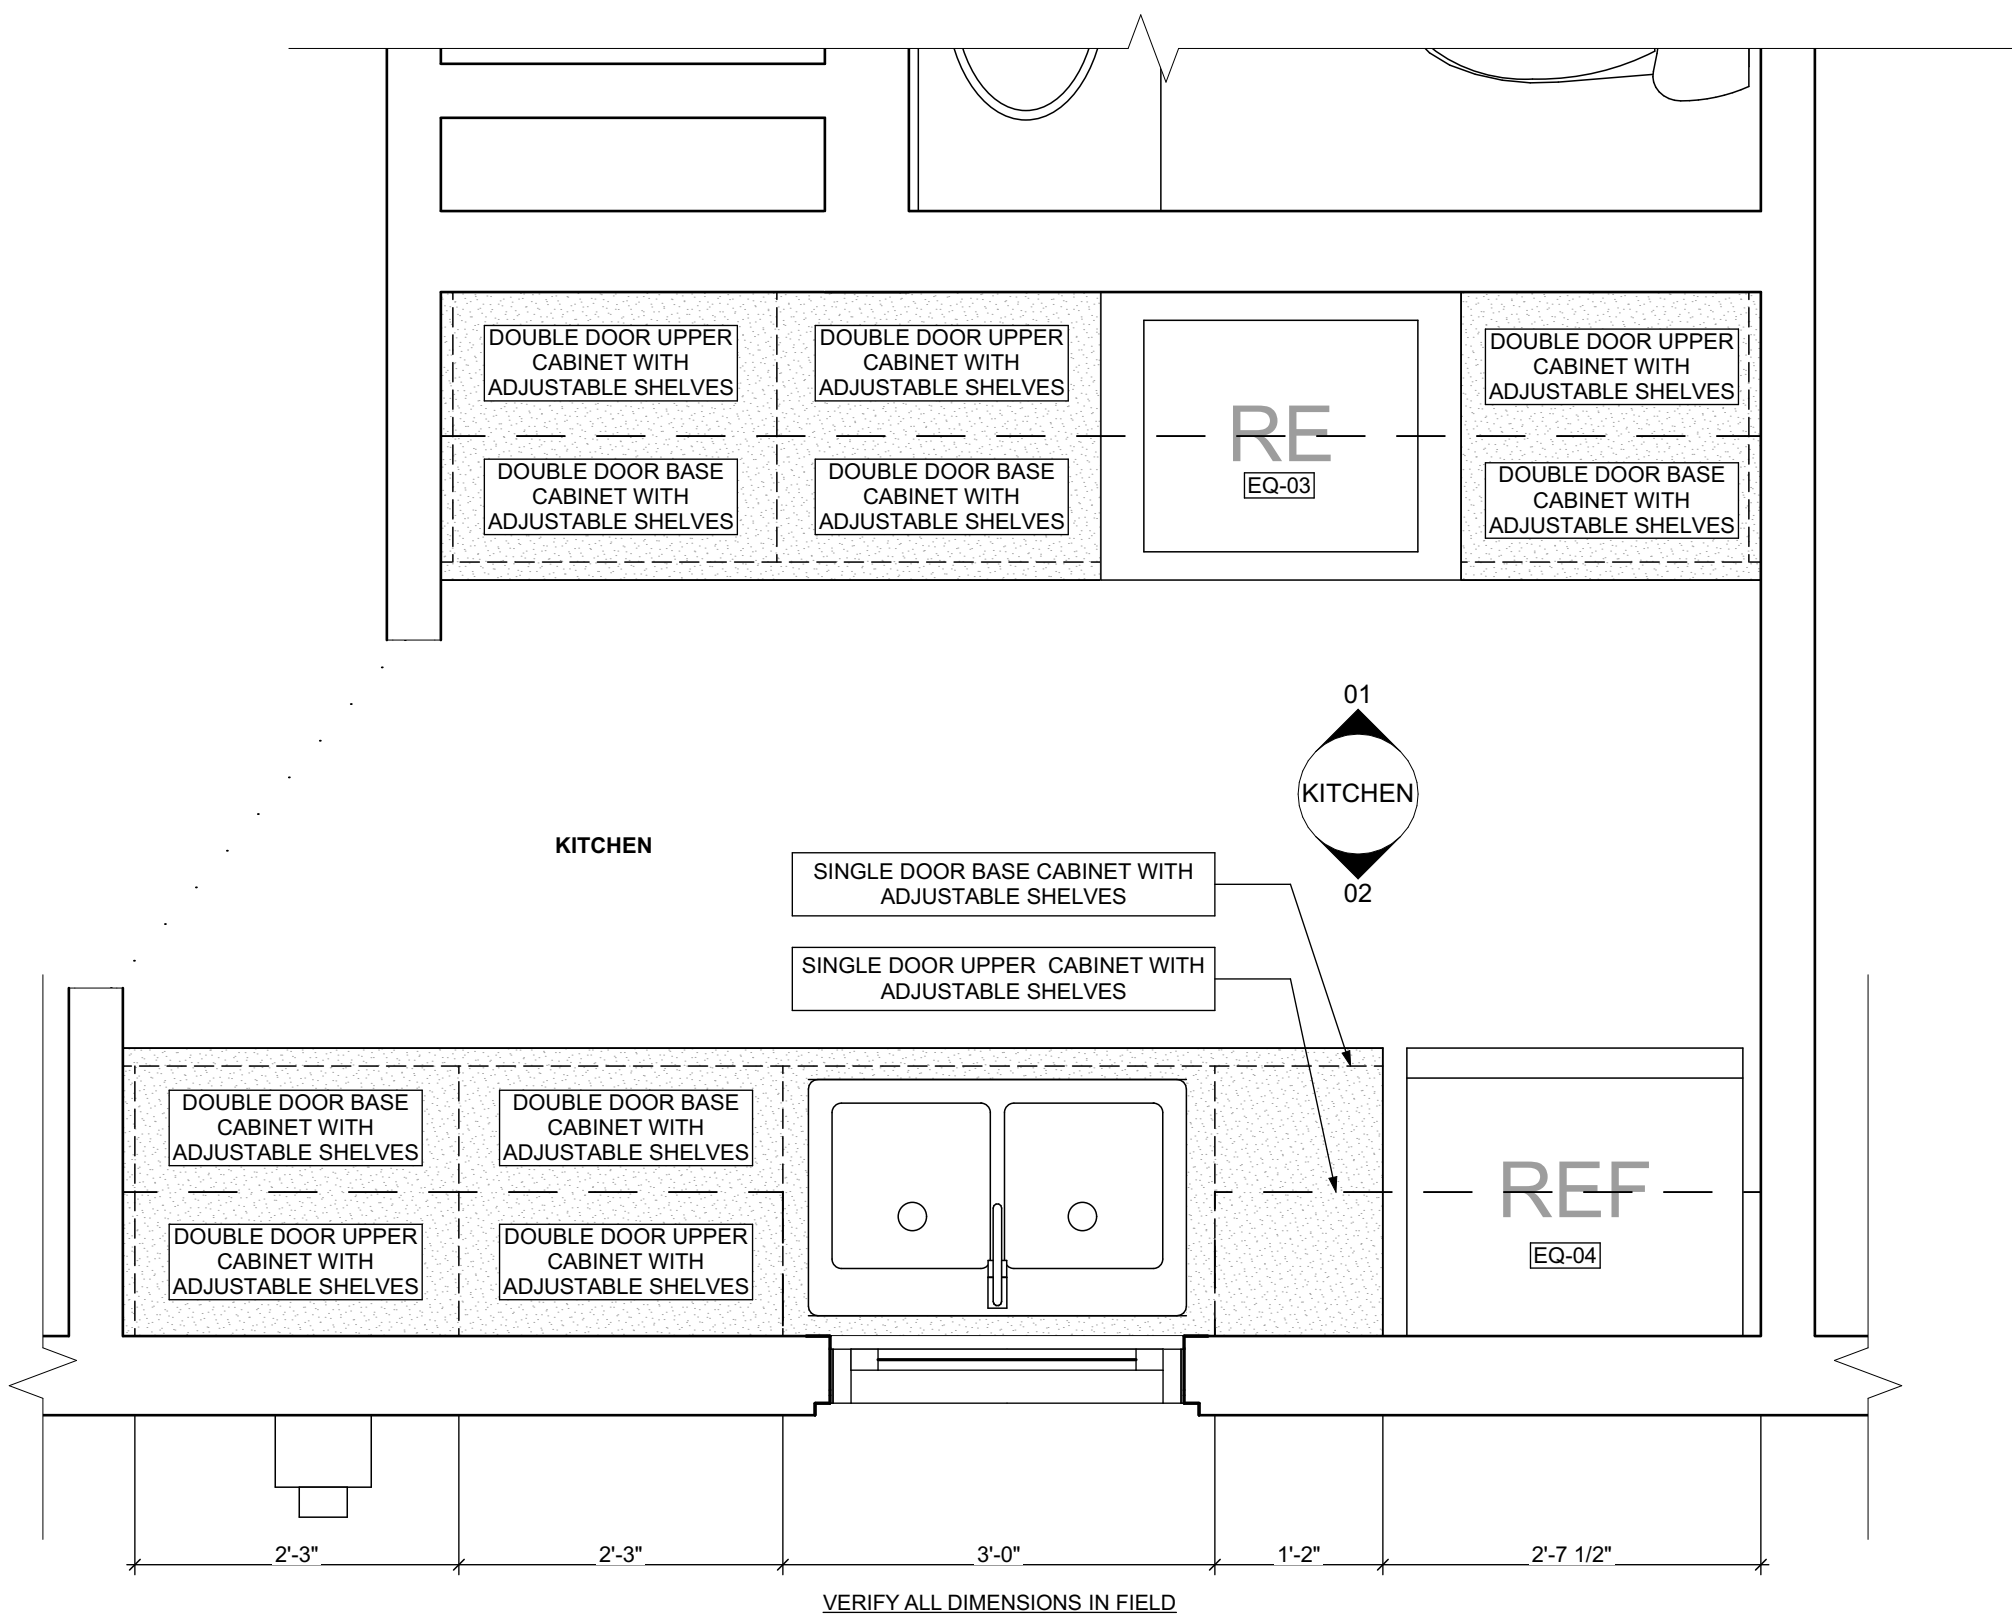 DOUBLE DOOR UPPER
CABINET WITH
ADJUSTABLE SHELVES
DOUBLE DOOR UPPER
CABINET WITH
ADJUSTABLE SHELVES
DOUBLE DOOR UPPER
CABINET WITH
ADJUSTABLE SHELVES
RE
EQ-03
DOUBLE DOOR BASE
CABINET WITH
ADJUSTABLE SHELVES
DOUBLE DOOR BASE
CABINET WITH
ADJUSTABLE SHELVES
DOUBLE DOOR BASE
CABINET WITH
ADJUSTABLE SHELVES
01
KITCHEN
02
KITCHEN
SINGLE DOOR BASE CABINET WITH
ADJUSTABLE SHELVES
SINGLE DOOR UPPER CABINET WITH
ADJUSTABLE SHELVES
DOUBLE DOOR BASE
CABINET WITH
ADJUSTABLE SHELVES
DOUBLE DOOR BASE
CABINET WITH
ADJUSTABLE SHELVES
REF
EQ-04
DOUBLE DOOR UPPER
CABINET WITH
ADJUSTABLE SHELVES
DOUBLE DOOR UPPER
CABINET WITH
ADJUSTABLE SHELVES
2'-3"
2'-3"
3'-0"
1'-2"
2'-7 1/2"
VERIFY ALL DIMENSIONS IN FIELD